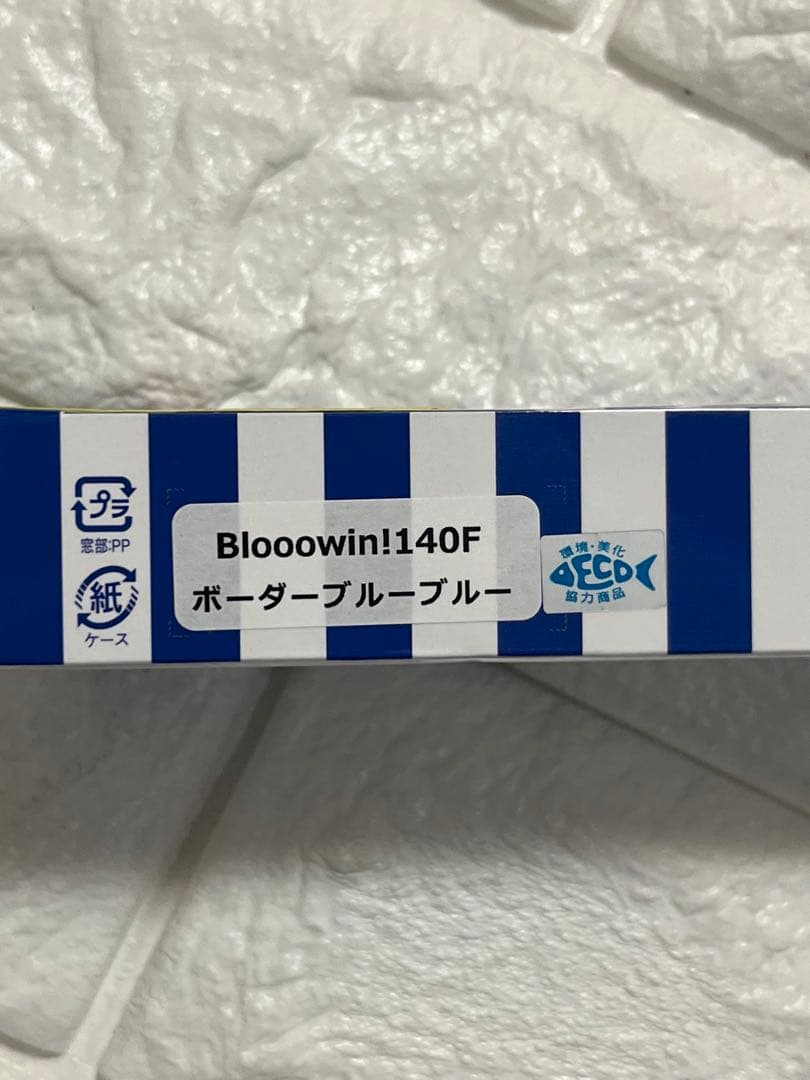 プラ
窓部:PP
紙
ケース
Blooowin!140F
ボーダーブルーブルー
環境・美化
ECO
協力商品